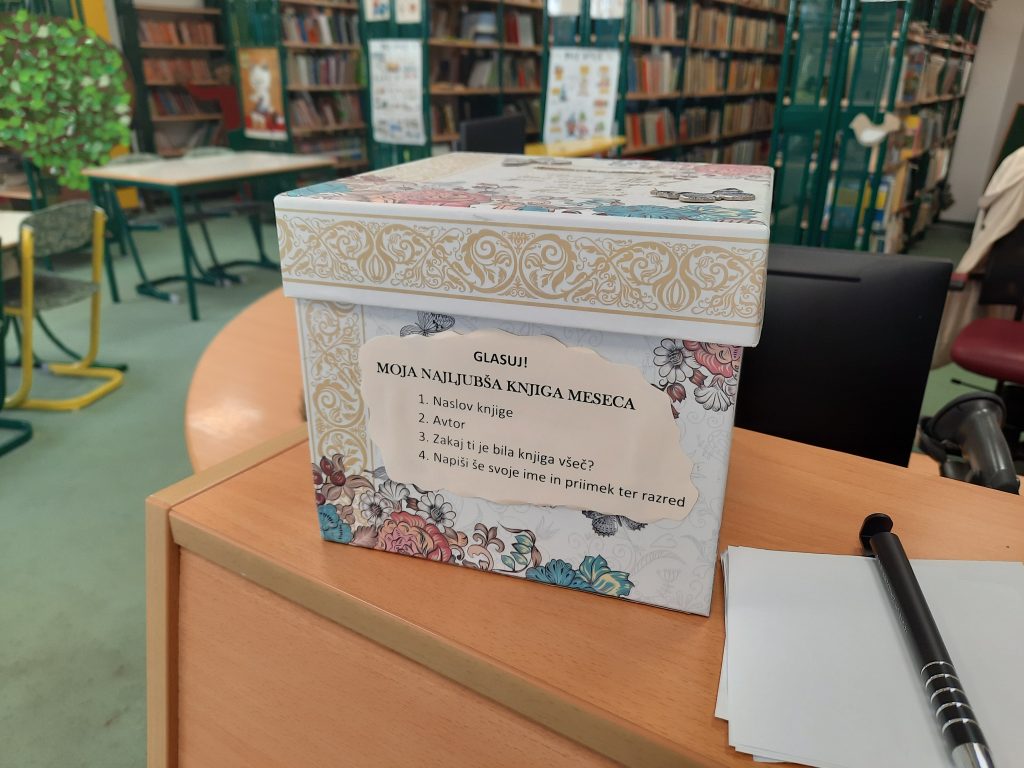 GLASUJ!
MOJA NAJLJUBŠA KNJIGA MESECA
1. Naslov knjige
2. Avtor
3. Zakaj ti je bila knjiga všeč?
4. Napiši še svoje ime in priimek ter razred